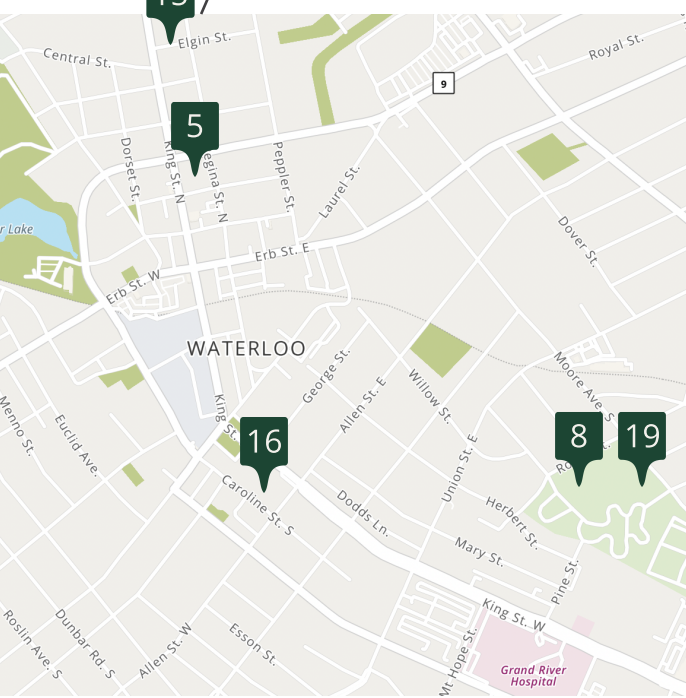 Elgin St.
Central St.
Royal St.
9
5
Dorset St.
King St. N
Regina St. N
Peppler St.
Laurel St.
Dover St.
r Lake
Erb St. E
Erb St. W
WATERLOO
George St.
Allen St. E
Willow St.
Moore Ave. S
Menno St.
Euclid Ave.
King St.
16
8
19
Caroline St. S
Dodds Ln.
Union St. E
Herbert St.
Mary St.
Pine St.
King St. W
Roslin Ave. S
Dunbar Rd. S
Allen St. W
Esson St.
Mt Hope St.
Grand River
Hospital